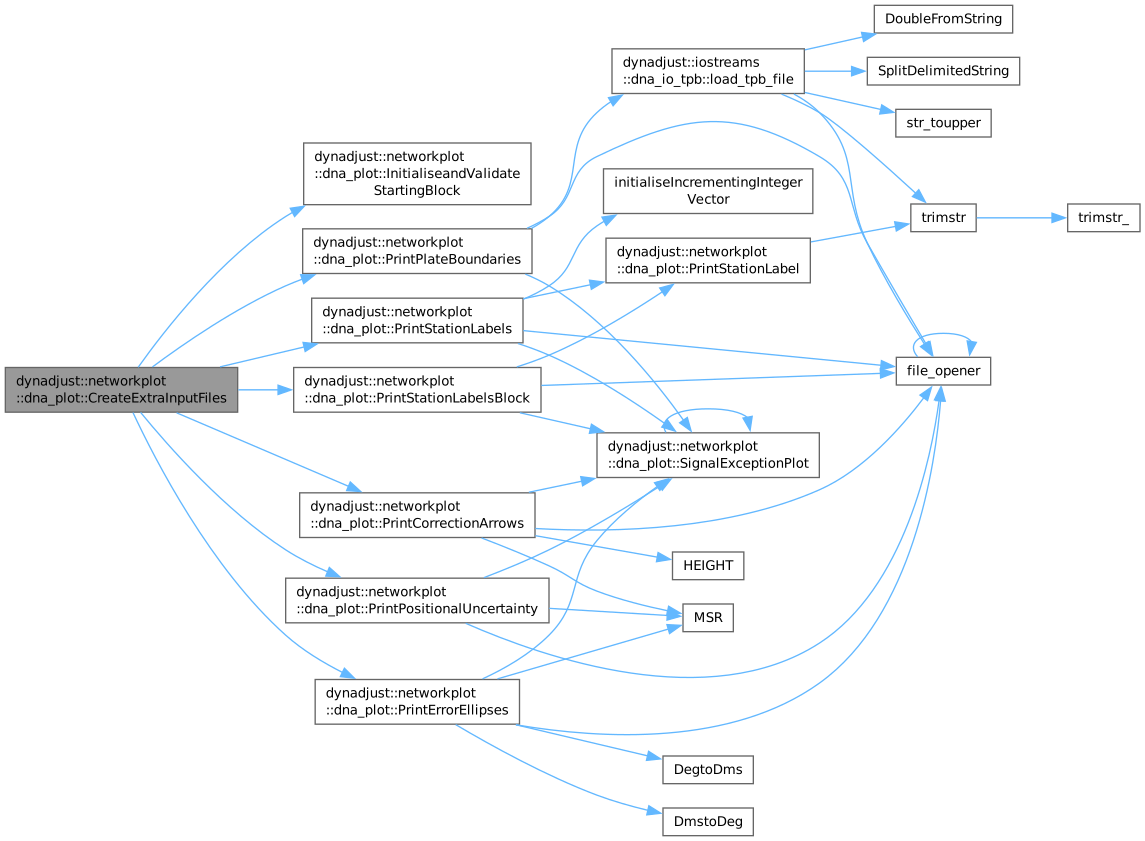 DoubleFromString
dynadjust::iostreams
::dna_io_tpb::load_tpb_file
SplitDelimitedString
str_toupper
dynadjust::networkplot
::dna_plot::InitialiseandValidate
StartingBlock
initialiseIncrementingInteger
Vector
trimstr
trimstr_
dynadjust::networkplot
::dna_plot::PrintPlateBoundaries
dynadjust::networkplot
::dna_plot::PrintStationLabel
dynadjust::networkplot
::dna_plot::PrintStationLabels
file_opener
dynadjust::networkplot
::dna_plot::CreateExtraInputFiles
dynadjust::networkplot
::dna_plot::PrintStationLabelsBlock
dynadjust::networkplot
::dna_plot::SignalExceptionPlot
dynadjust::networkplot
::dna_plot::PrintCorrectionArrows
HEIGHT
dynadjust::networkplot
::dna_plot::PrintPositionalUncertainty
MSR
dynadjust::networkplot
::dna_plot::PrintErrorEllipses
DegtoDms
DmstoDeg